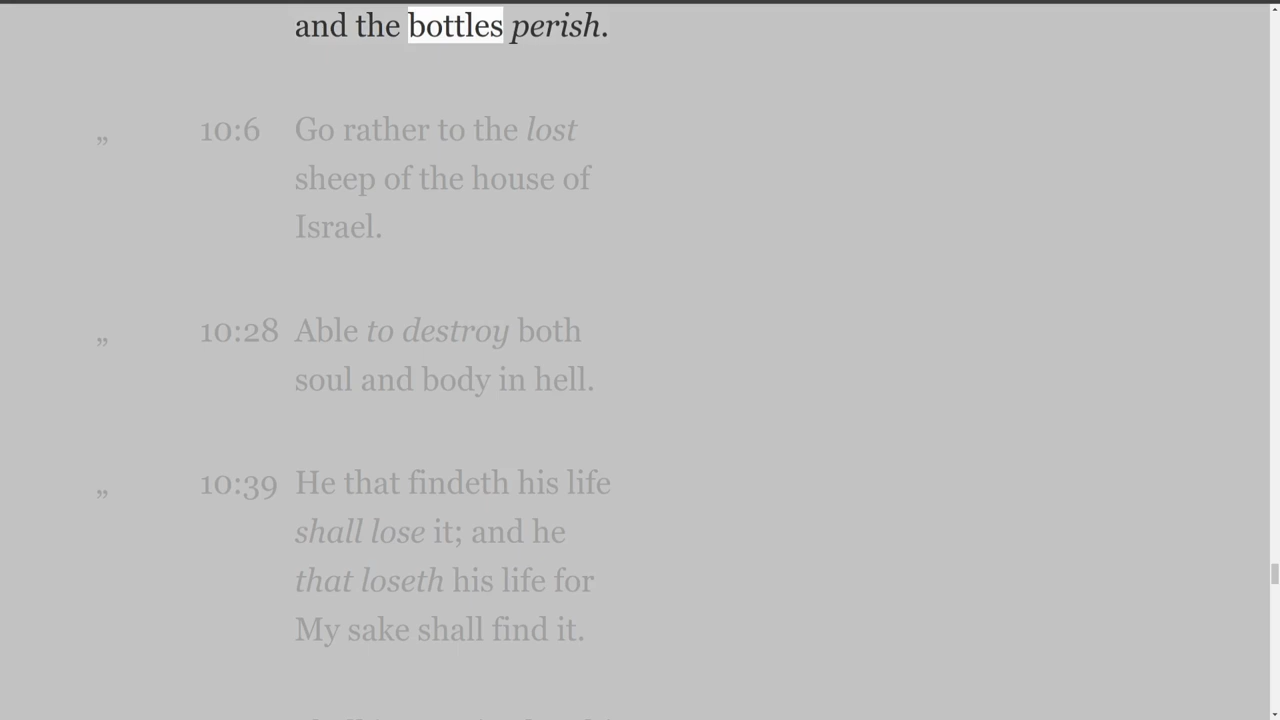 and the bottles perish.
„ 10:6 Go rather to the lost
sheep of the house of
Israel.
„ 10:28 Able to destroy both
soul and body in hell.
„ 10:39 He that findeth his life
shall lose it; and he
that loseth his life for
My sake shall find it.